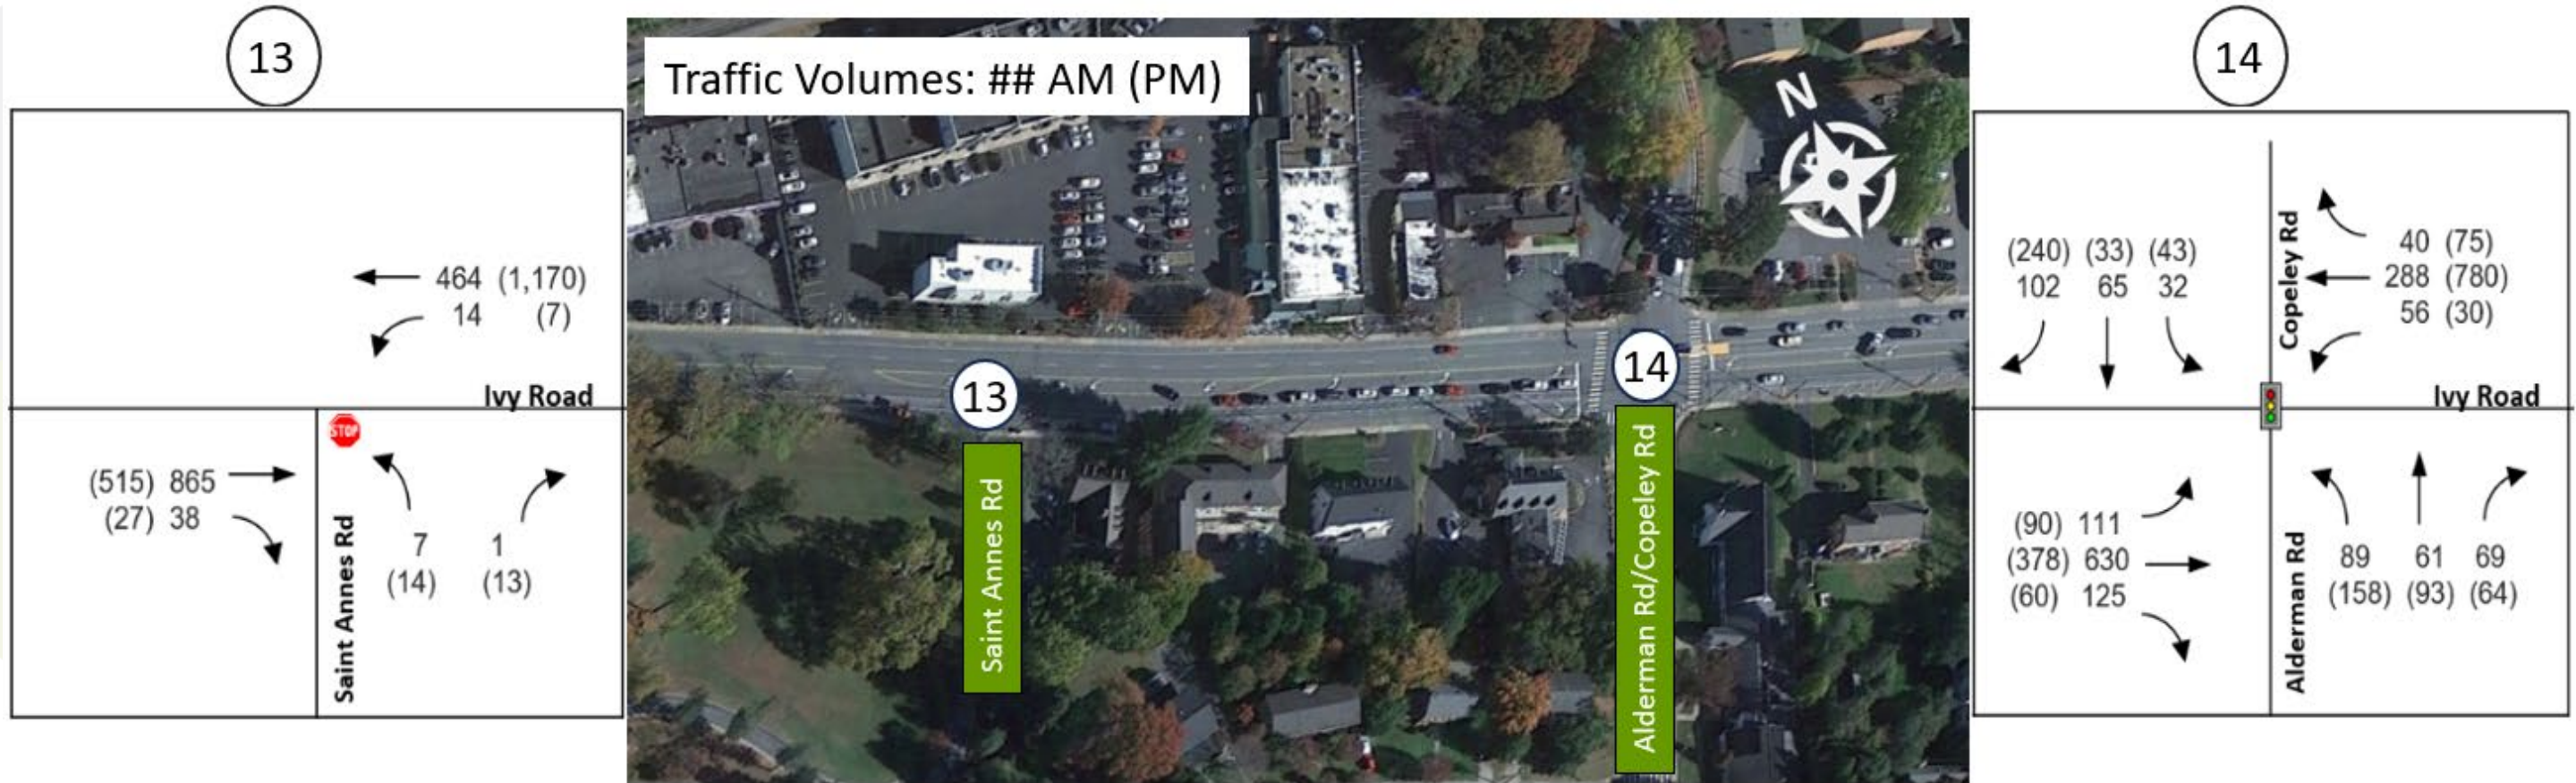 13
464 (1,170)
14 (7)
Ivy Road
STOP
(515) 865
(27) 38
Saint Annes Rd
7 1
(14) (13)
Traffic Volumes: ## AM (PM)
N
13
14
Saint Annes Rd
Alderman Rd/Copeley Rd
14
(240) (33) (43)
102 65 32
Copeley Rd
40 (75)
288 (780)
56 (30)
Ivy Road
(90) 111
(378) 630
(60) 125
Alderman Rd
89 61 69
(158) (93) (64)